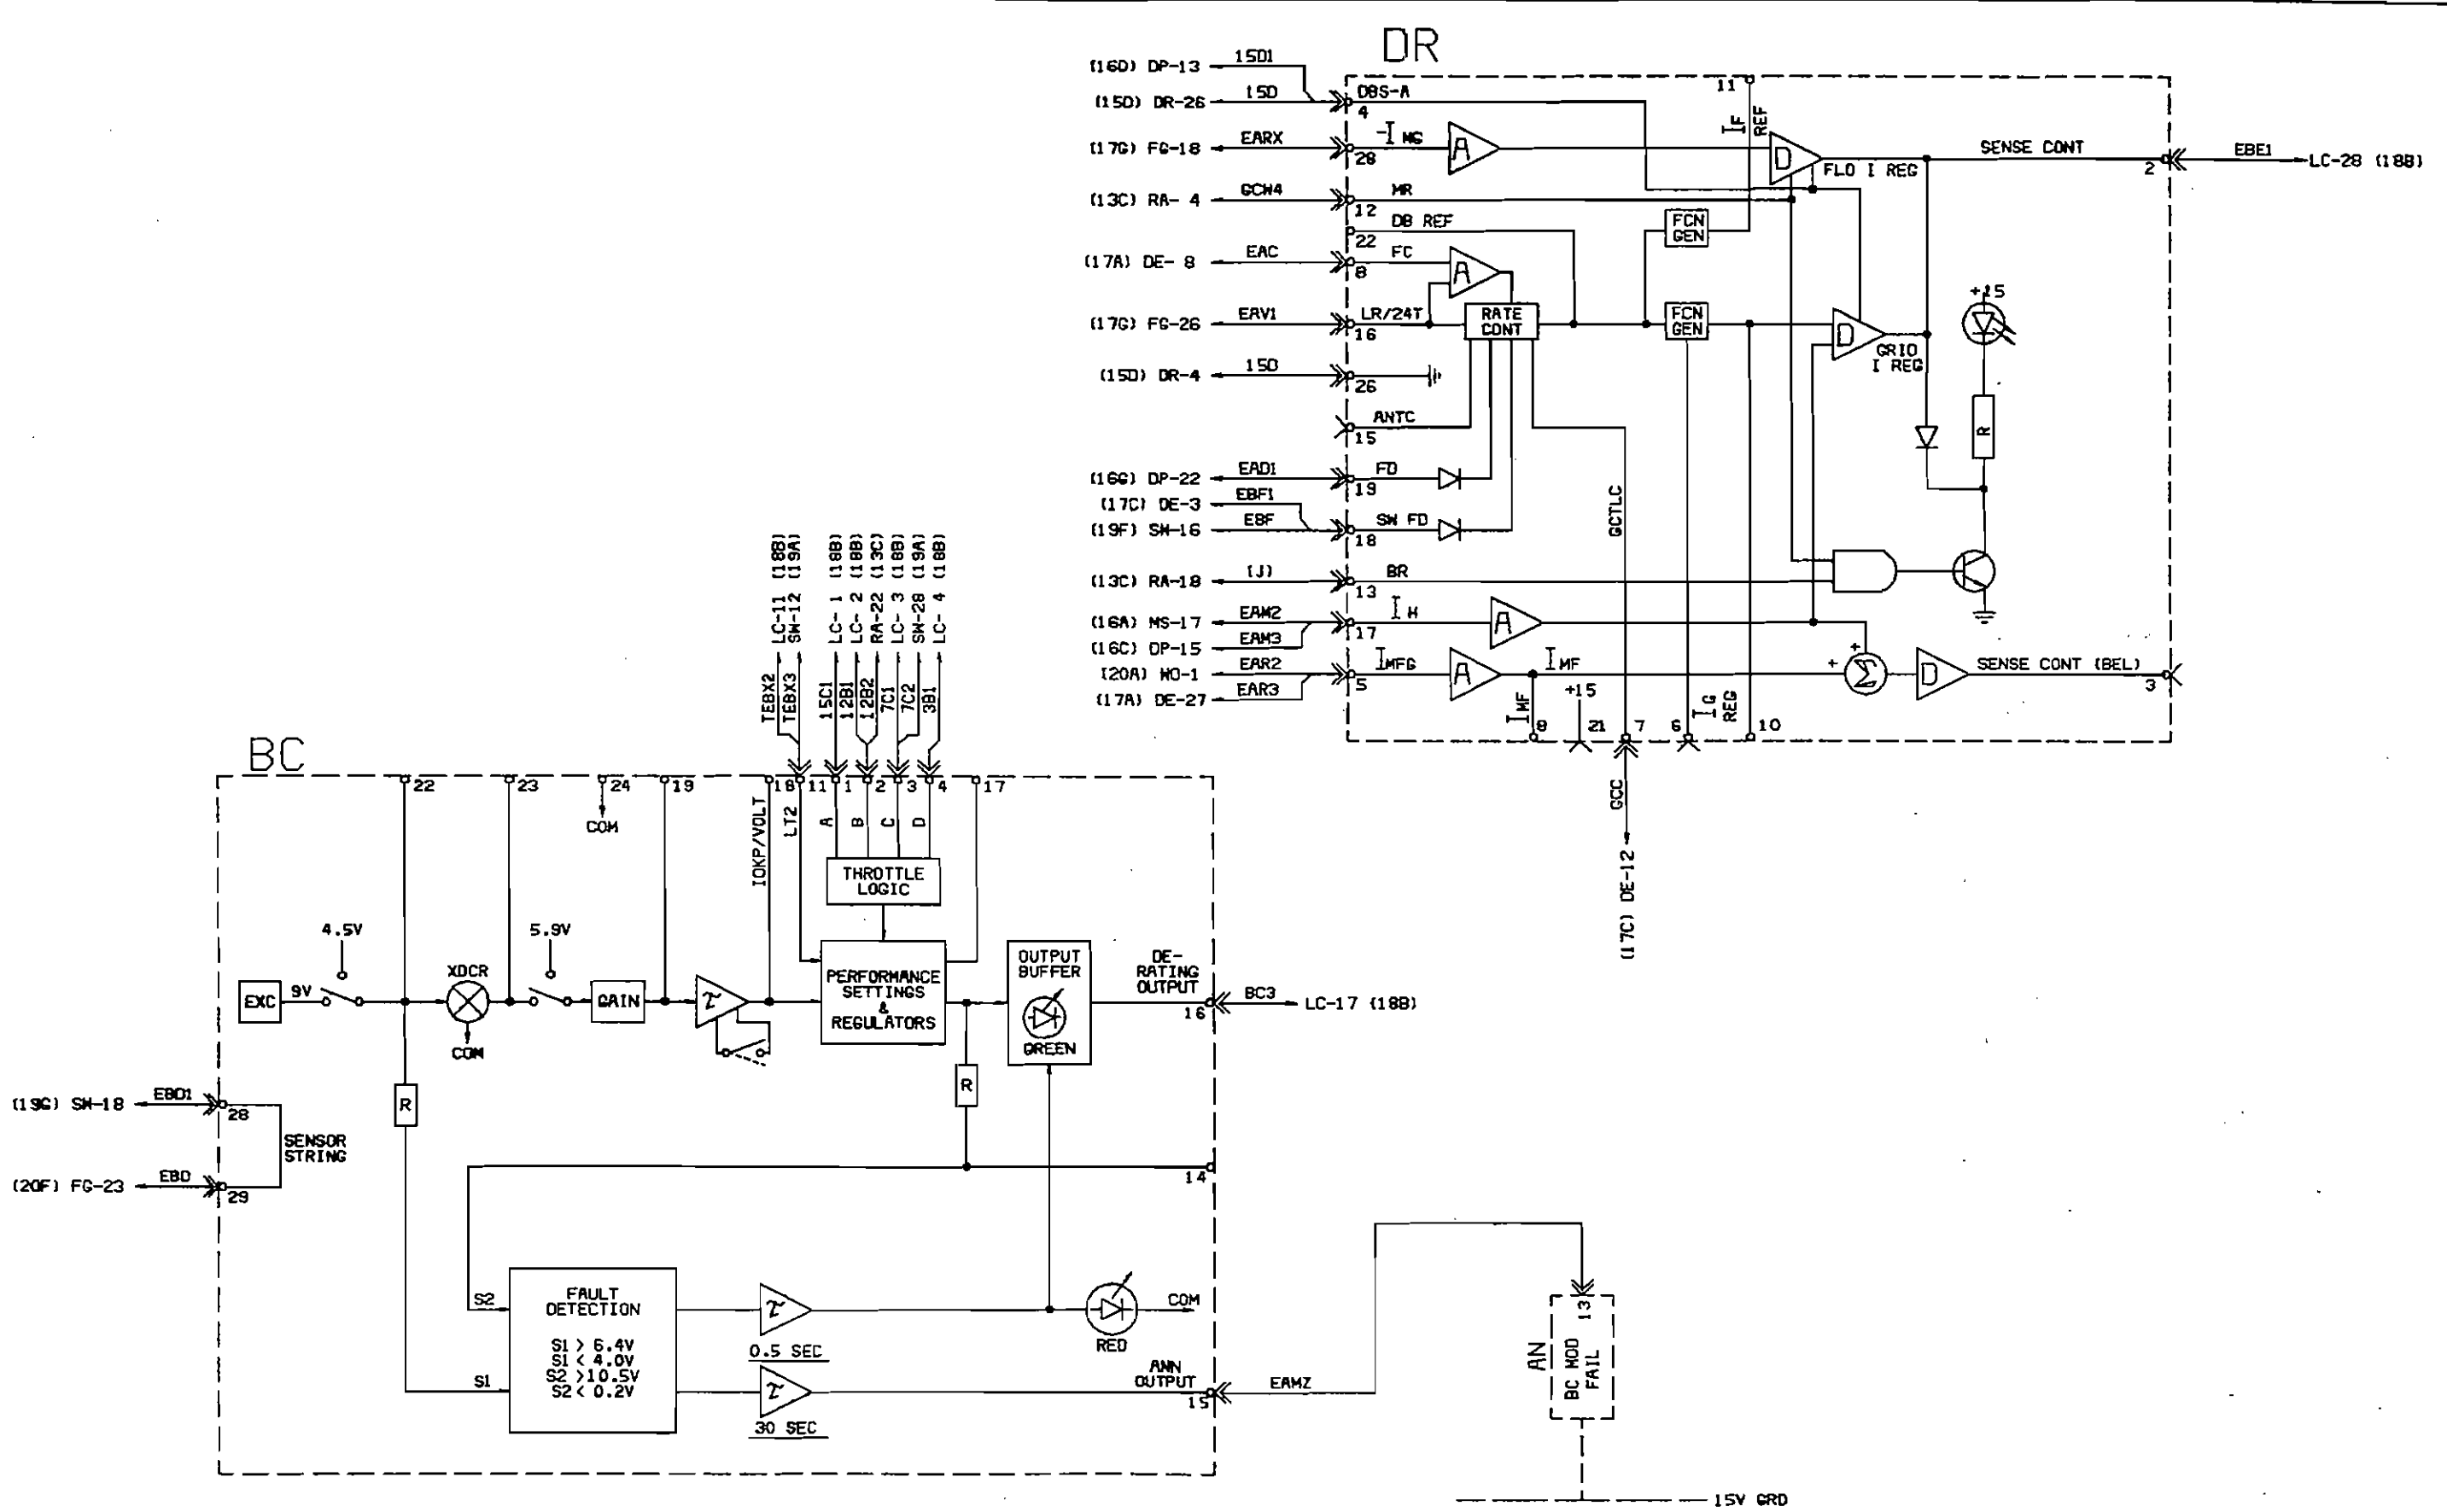 DR
(16D) DP-13 15D1
(15D) DR-26 15D DBS-A 4
(17G) FG-18 EARX -I MG 28
(13C) RA- 4 GCW4 MR 12
DB REF 22
(17A) DE- 8 EAC FC 8
(17G) FG-26 EAV1 LR/24T 16
(15D) DR-4 15D 26
ANTC 15
(16G) DP-22 EAD1 FD 19
(17C) DE-3 EBF1
(19F) SW-16 EBF SW FD 18
(13C) RA-18 (J) BR 13
(16A) MS-17 EAM2 I M 17
(16C) DP-15 EAM3
(20A) WO-1 EAR2 I MFG 5
(17A) DE-27 EAR3
11
I F REF
A
D
FLD I REG
SENSE CONT
2
EBE1
LC-28 (18B)
FCN GEN
A
RATE CONT
FCN GEN
D
GRID I REG
+15
R
GCTLC
A
A
I MF
+
+
Σ
D
SENSE CONT (BEL)
3
I MF
+15
I G REG
21
7
6
10
GCC
(17C) DE-12
BC
TEBX2 LC-11 (18B)
TEBX3 SW-12 (19A)
15C1 LC- 1 (18B)
12B1 LC- 2 (18B)
12B2 RA-22 (13C)
7C1 LC- 3 (18B)
7C2 SW-28 (19A)
3B1 LC- 4 (18B)
22
23
24
19
18
11
1
2
3
4
17
COM
IOKP/VOLT
LT2
A
B
C
D
THROTTLE
LOGIC
4.5V
5.9V
EXC
9V
XDCR
COM
GAIN
τ
PERFORMANCE
SETTINGS
&
REGULATORS
OUTPUT
BUFFER
GREEN
DE-
RATING
OUTPUT
16
BC3
LC-17 (18B)
R
R
(19G) SW-18 EBD1 28
SENSOR
STRING
(20F) FG-23 EBD 29
14
S2
S1
FAULT
DETECTION
S1 > 6.4V
S1 < 4.0V
S2 >10.5V
S2 < 0.2V
τ
0.5 SEC
τ
30 SEC
RED
COM
ANN
OUTPUT
15
EAMZ
13
AN
BC MOD
FAIL
15V GRD